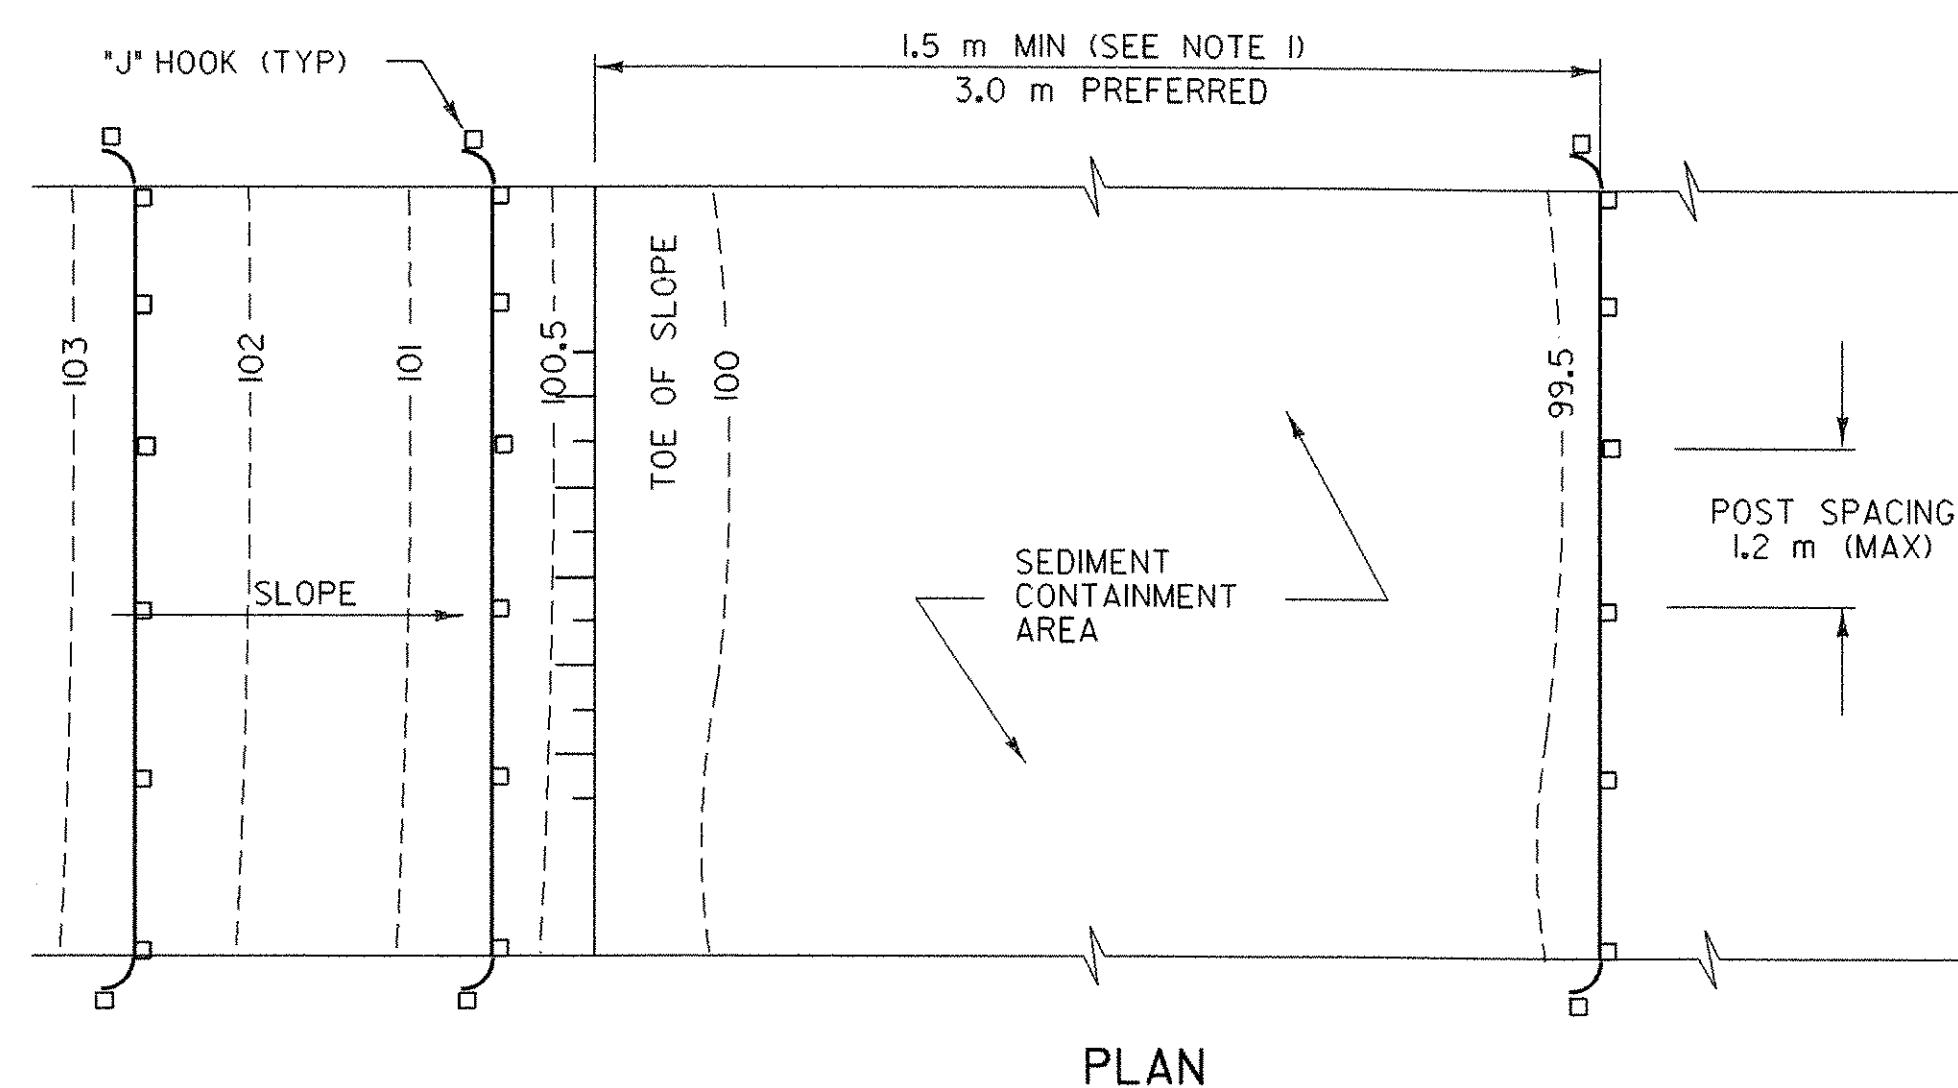 1.5 m MIN (SEE NOTE 1)
"J" HOOK (TYP)
3.0 m PREFERRED
103
102
101
100.5
TOE OF SLOPE
100
99.5
POST SPACING
1.2 m (MAX)
SLOPE
SEDIMENT
CONTAINMENT
AREA
PLAN